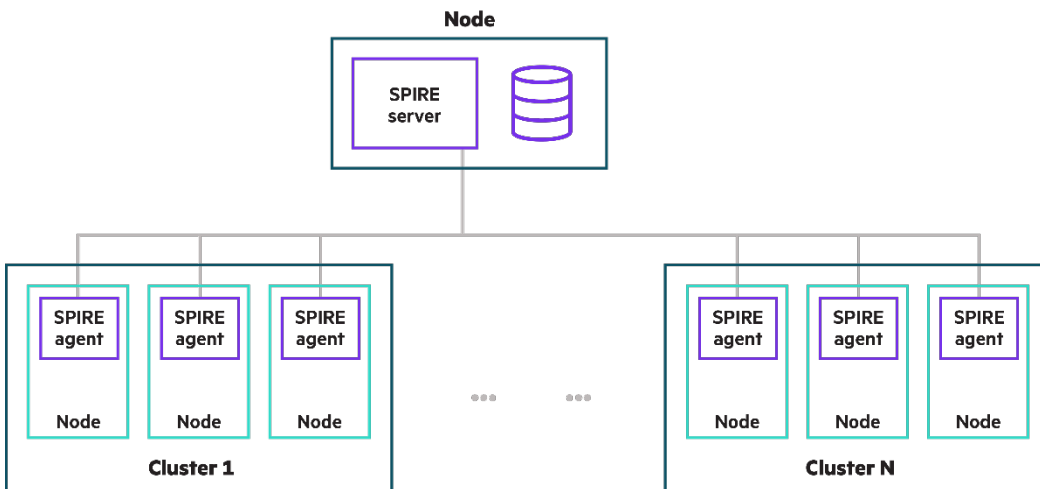 Node
SPIRE
server
SPIRE
agent
Node
SPIRE
agent
Node
SPIRE
agent
Node
Cluster 1
SPIRE
agent
Node
SPIRE
agent
Node
SPIRE
agent
Node
Cluster N